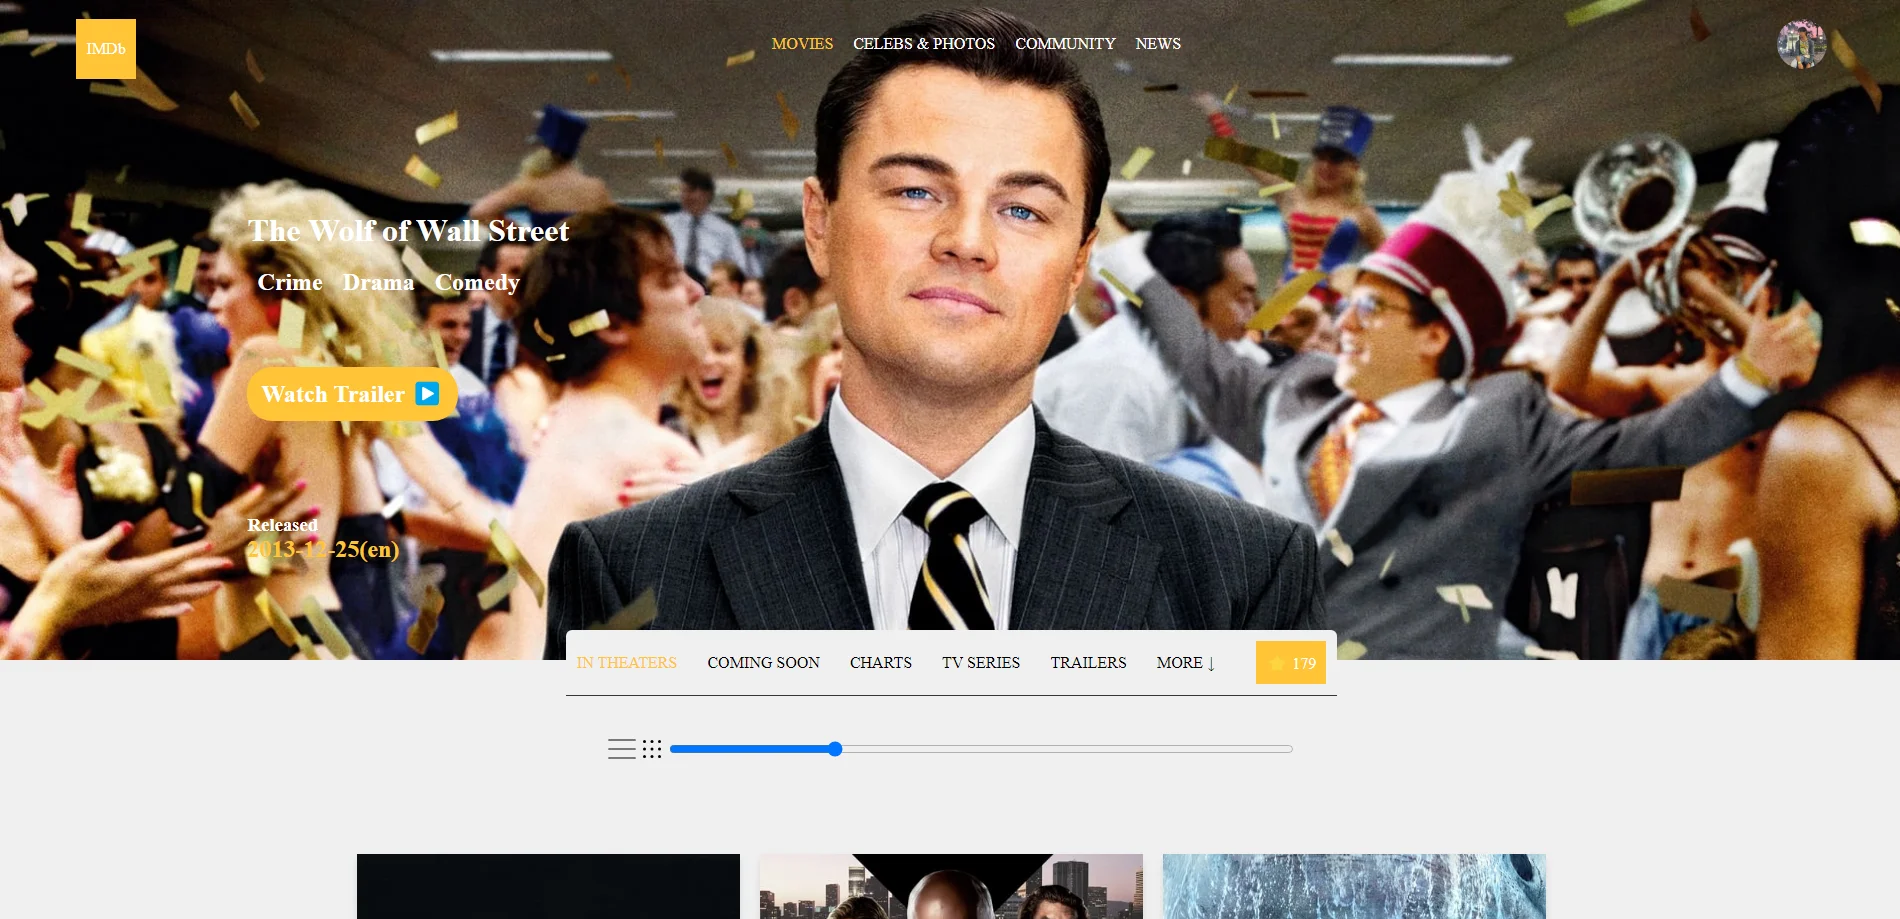 IMDb
MOVIES CELEBS & PHOTOS COMMUNITY NEWS
The Wolf of Wall Street
Crime Drama Comedy
Watch Trailer
Released
2013-12-25(en)
IN THEATERS COMING SOON CHARTS TV SERIES TRAILERS MORE ↓ 179